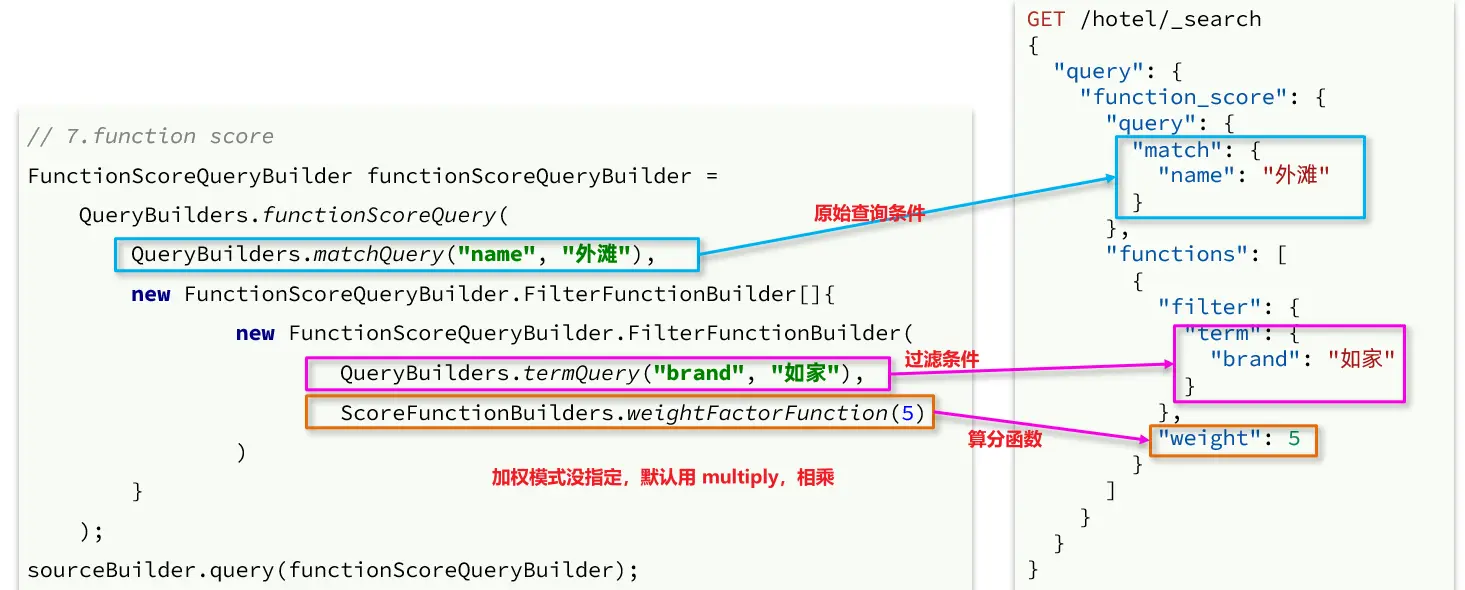 // 7.function score
FunctionScoreQueryBuilder functionScoreQueryBuilder =
QueryBuilders.functionScoreQuery(
QueryBuilders.matchQuery("name", "外滩"),
new FunctionScoreQueryBuilder.FilterFunctionBuilder[]{
new FunctionScoreQueryBuilder.FilterFunctionBuilder(
QueryBuilders.termQuery("brand", "如家"),
ScoreFunctionBuilders.weightFactorFunction(5)
)
}
);
sourceBuilder.query(functionScoreQueryBuilder);
原始查询条件
过滤条件
算分函数
加权模式没指定，默认用 multiply，相乘
GET /hotel/_search
{
"query": {
"function_score": {
"query": {
"match": {
"name": "外滩"
}
},
"functions": [
{
"filter": {
"term": {
"brand": "如家"
}
},
"weight": 5
}
]
}
}
}